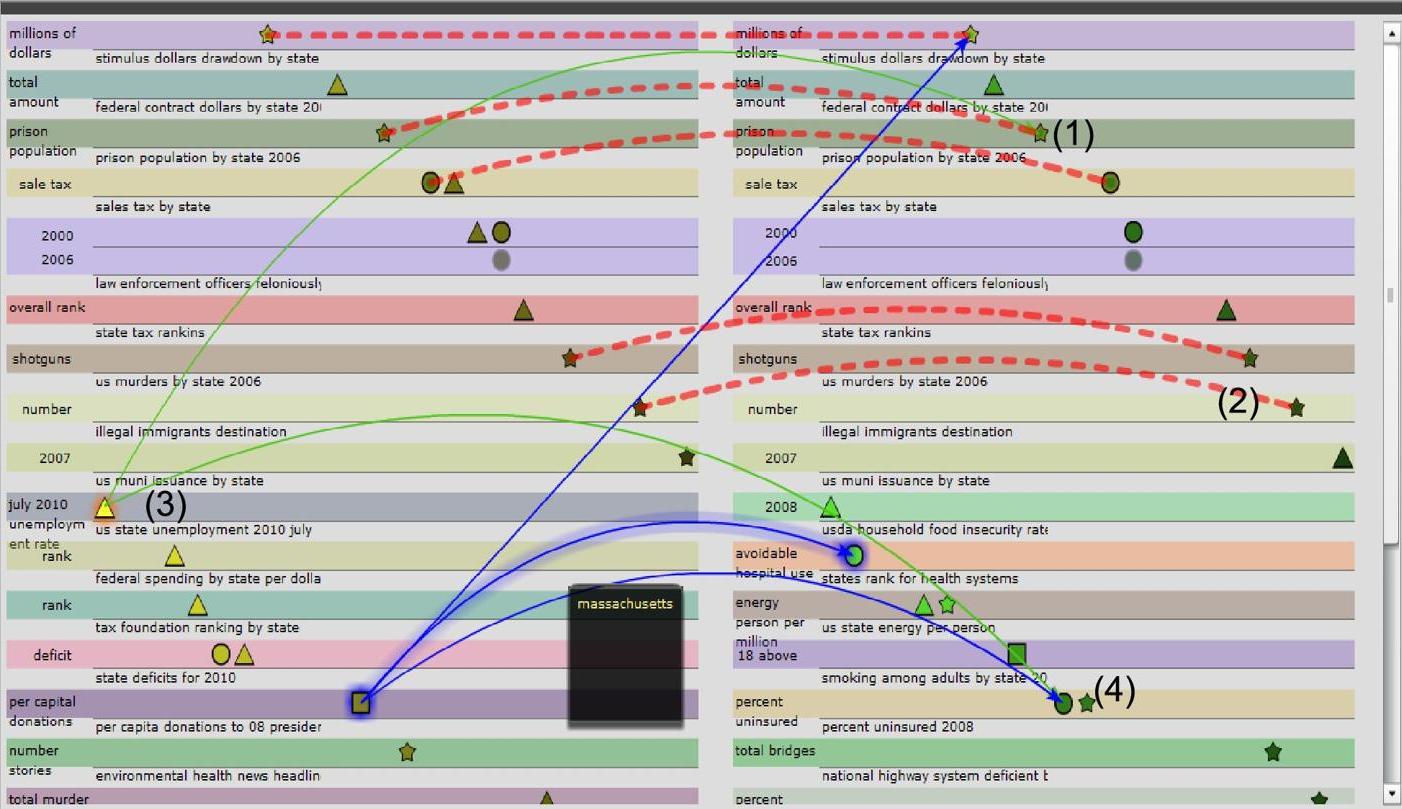 millions of
dollars
stimulus dollars drawdown by state
total
amount
federal contract dollars by state 20
prison
population
prison population by state 2006
sale tax
sales tax by state
2000
2006
law enforcement officers feloniously
overall rank
state tax rankins
shotguns
us murders by state 2006
number
illegal immigrants destination
2007
us muni issuance by state
july 2010
unemploym
ent rate
us state unemployment 2010 july
(3)
rank
federal spending by state per dolla
rank
tax foundation ranking by state
deficit
state deficits for 2010
per capital
donations
per capita donations to 08 presider
number
stories
environmental health news headlin
total murder
massachusetts
millions of
dollars
stimulus dollars drawdown by state
total
amount
federal contract dollars by state 20
prison
population
(1)
prison population by state 2006
sale tax
sales tax by state
2000
2006
law enforcement officers feloniously
overall rank
state tax rankins
shotguns
us murders by state 2006
number
(2)
illegal immigrants destination
2007
us muni issuance by state
2008
usda household food insecurity rate
avoidable
hospital use
states rank for health systems
energy
person per
million
us state energy per person
18 above
smoking among adults by state 20
percent
uninsured
(4)
percent uninsured 2008
total bridges
national highway system deficient b
percent